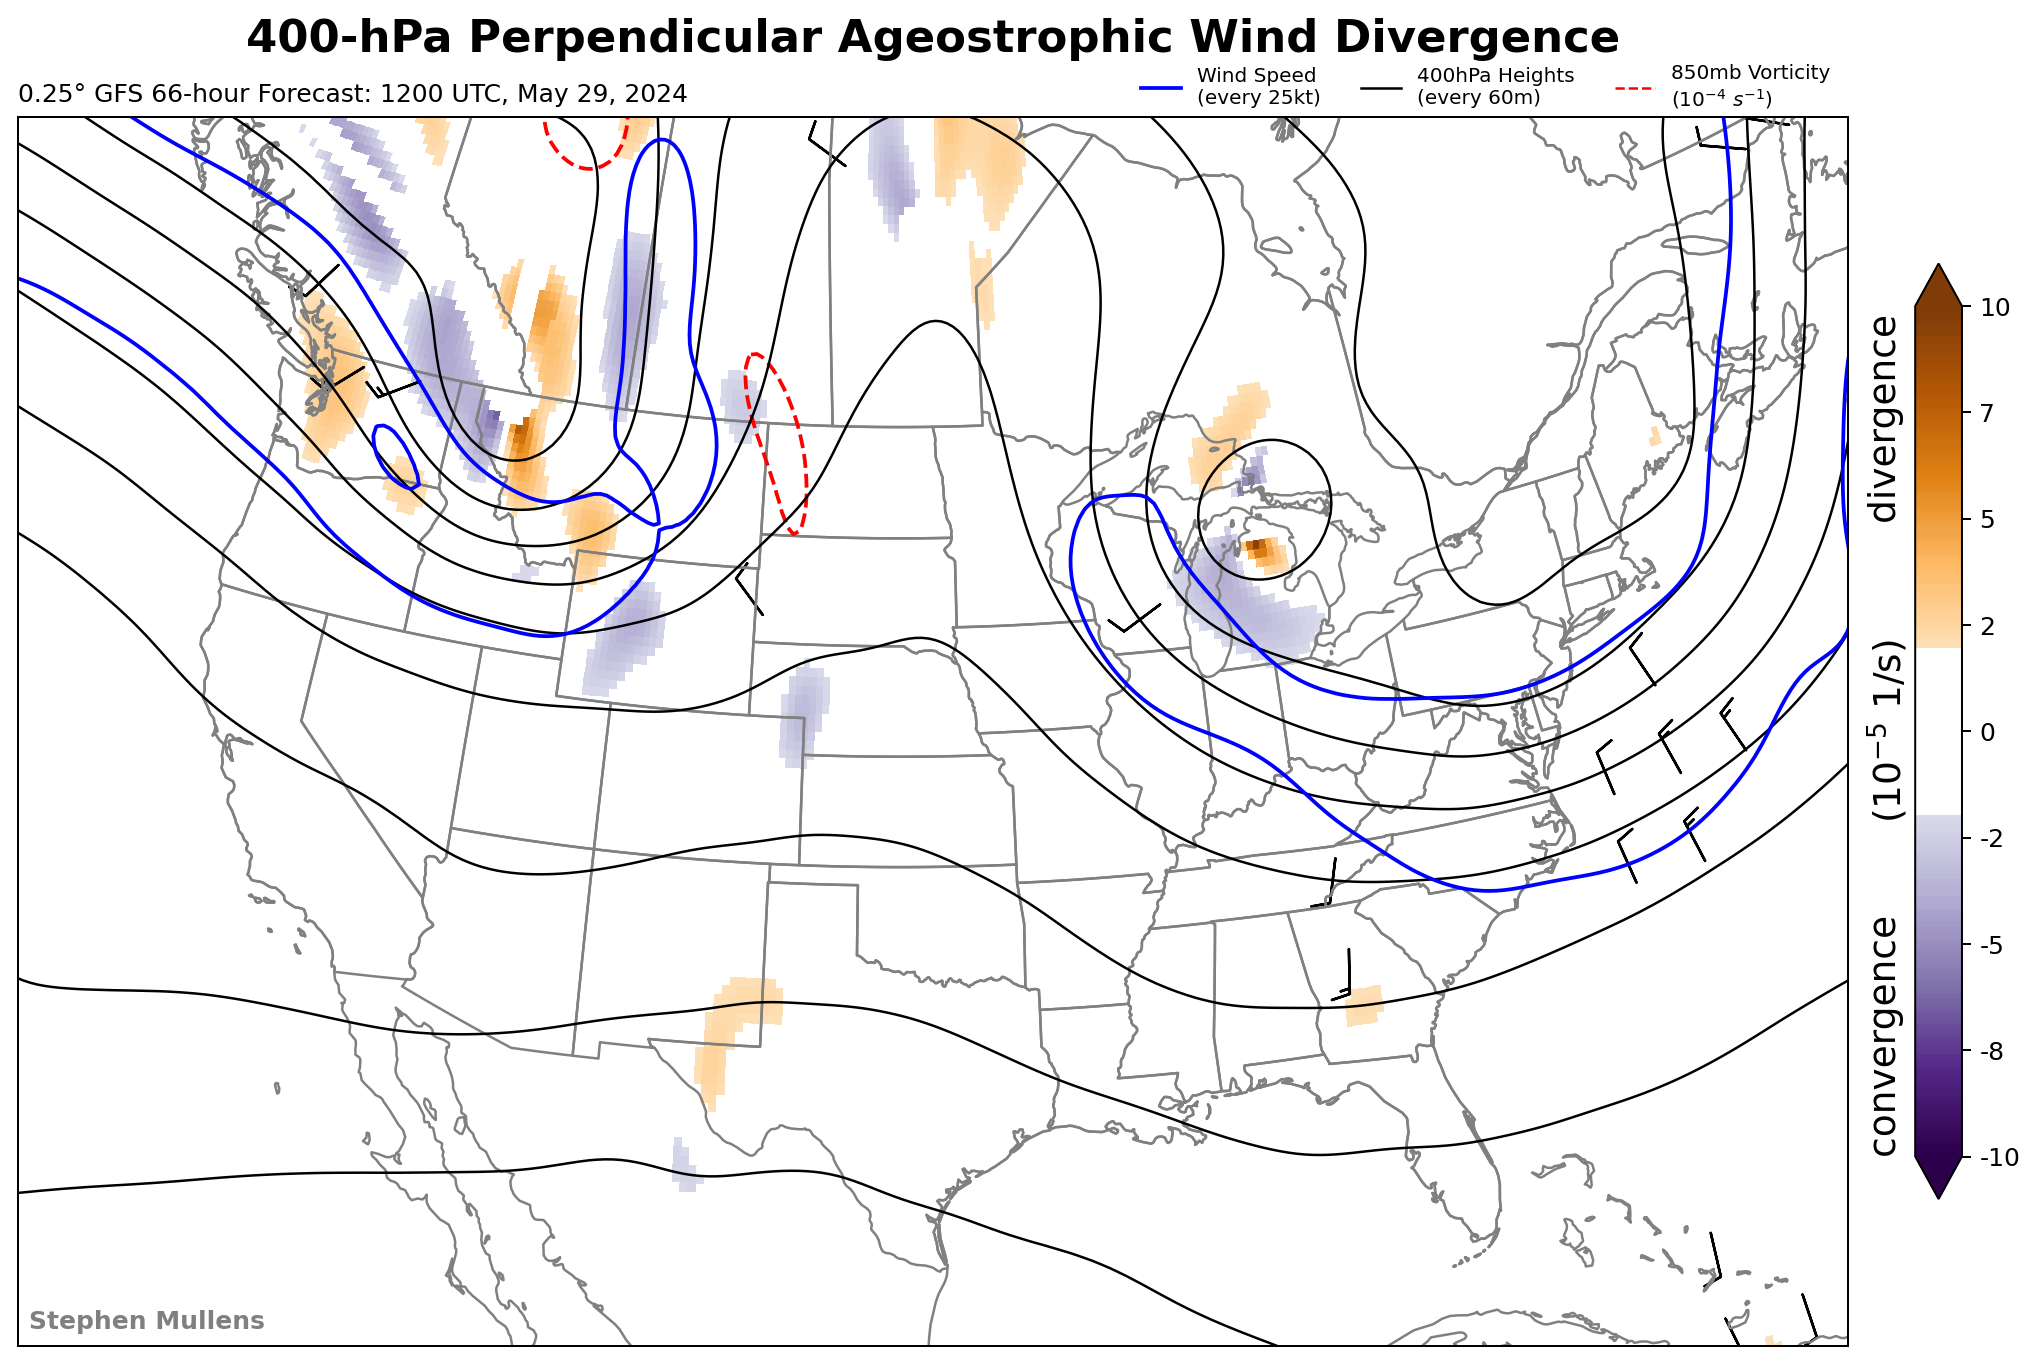 400-hPa Perpendicular Ageostrophic Wind Divergence
0.25° GFS 66-hour Forecast: 1200 UTC, May 29, 2024
Wind Speed
(every 25kt)
400hPa Heights
(every 60m)
850mb Vorticity
(10⁻⁴ s⁻¹)
10
7
5
2
0
-2
-5
-8
-10
convergence (10⁻⁵ 1/s) divergence
Stephen Mullens